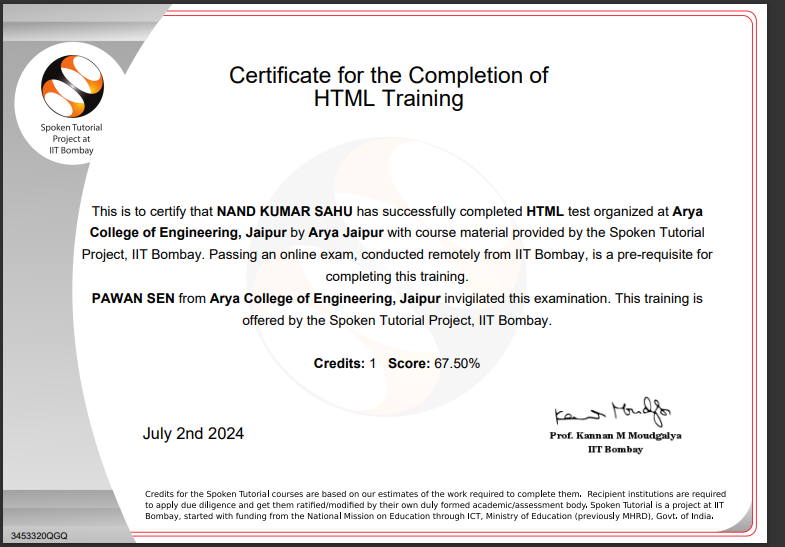 Spoken Tutorial
Project at
IIT Bombay
Certificate for the Completion of
HTML Training
This is to certify that NAND KUMAR SAHU has successfully completed HTML test organized at Arya
College of Engineering, Jaipur by Arya Jaipur with course material provided by the Spoken Tutorial
Project, IIT Bombay. Passing an online exam, conducted remotely from IIT Bombay, is a pre-requisite for
completing this training.
PAWAN SEN from Arya College of Engineering, Jaipur invigilated this examination. This training is
offered by the Spoken Tutorial Project, IIT Bombay.
Credits: 1 Score: 67.50%
July 2nd 2024
Prof. Kannan M Moudgalya
IIT Bombay
Credits for the Spoken Tutorial courses are based on our estimates of the work required to complete them. Recipient institutions are required
to apply due diligence and get them ratified/modified by their own duly formed academic/assessment body. Spoken Tutorial is a project at IIT
Bombay, started with funding from the National Mission on Education through ICT, Ministry of Education (previously MHRD), Govt. of India.
3453320QGQ